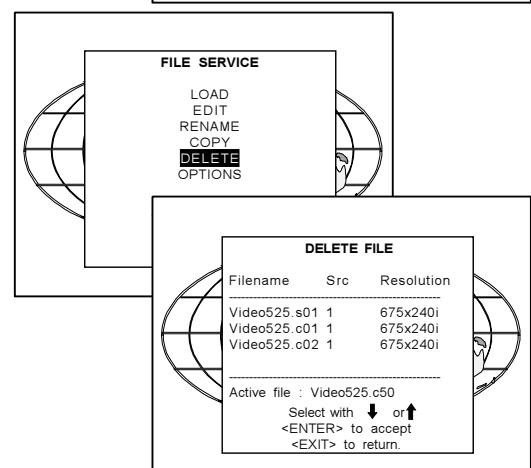 FILE SERVICE
LOAD
EDIT
RENAME
COPY
DELETE
OPTIONS
DELETE FILE
Filename Src Resolution
--------------------------------------------------
Video525.s01 1 675x240i
Video525.c01 1 675x240i
Video525.c02 1 675x240i
--------------------------------------------------
Active file : Video525.c50
Select with ⬇ or ⬆
<ENTER> to accept
<EXIT> to return.